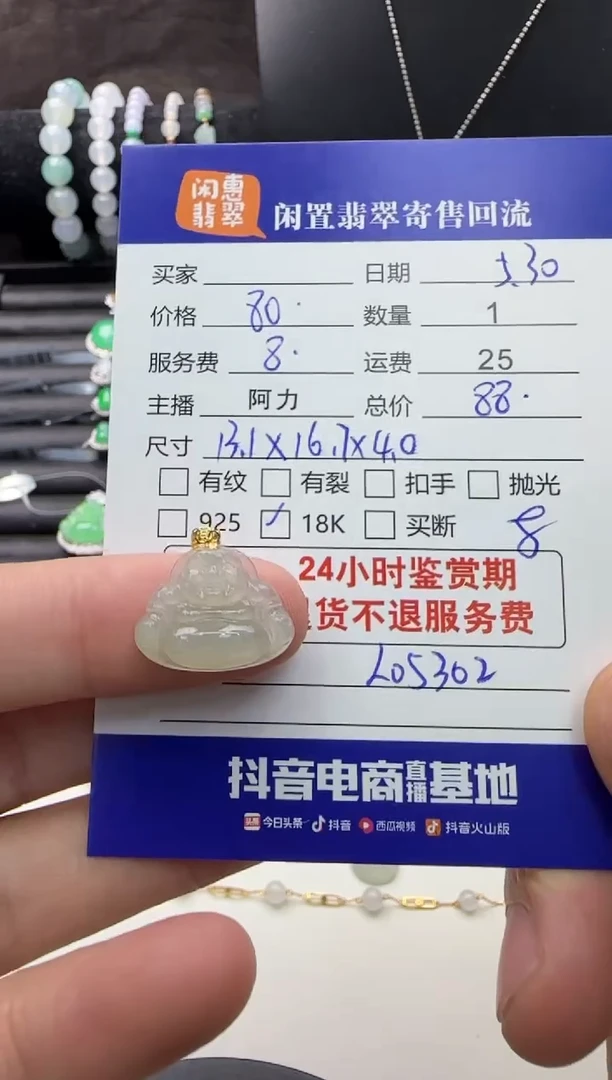 闲惠
翡翠
闲置翡翠寄售回流
买家 日期 5.30
价格 80. 数量 1
服务费 8. 运费 25
主播 阿力 总价 88.
尺寸 13.1X16.7X4.0
有纹 有裂 扣手 抛光
925 ✓ 18K 买断 8
24小时鉴赏期
货不退服务费
L05302
抖音电商直播基地
头条 今日头条 抖音 西瓜视频 抖音火山版